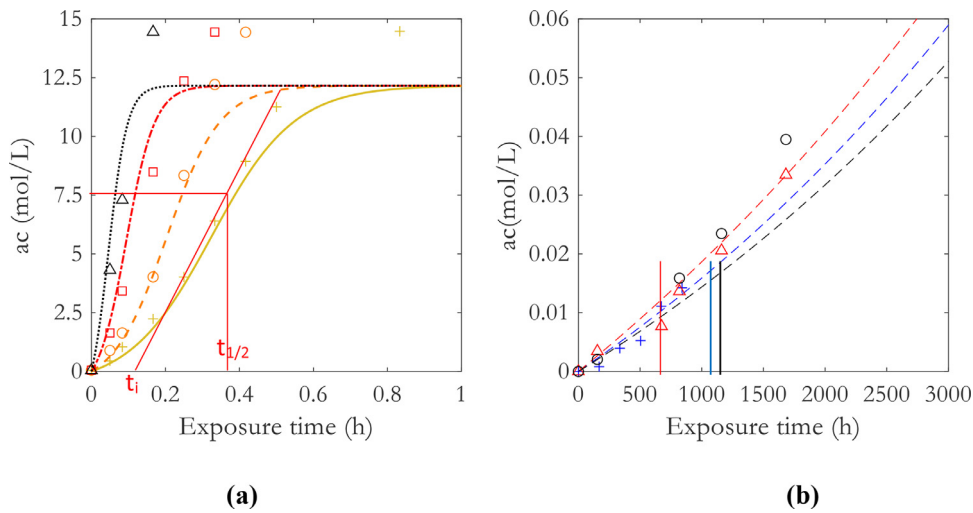 15
12.5
10
7.5
5
2.5
0
ac (mol/L)
t1/2
ti
0 0.2 0.4 0.6 0.8 1
Exposure time (h)
(a)
0.06
0.05
0.04
0.03
0.02
0.01
0
ac(mol/L)
0 500 1000 1500 2000 2500 3000
Exposure time (h)
(b)